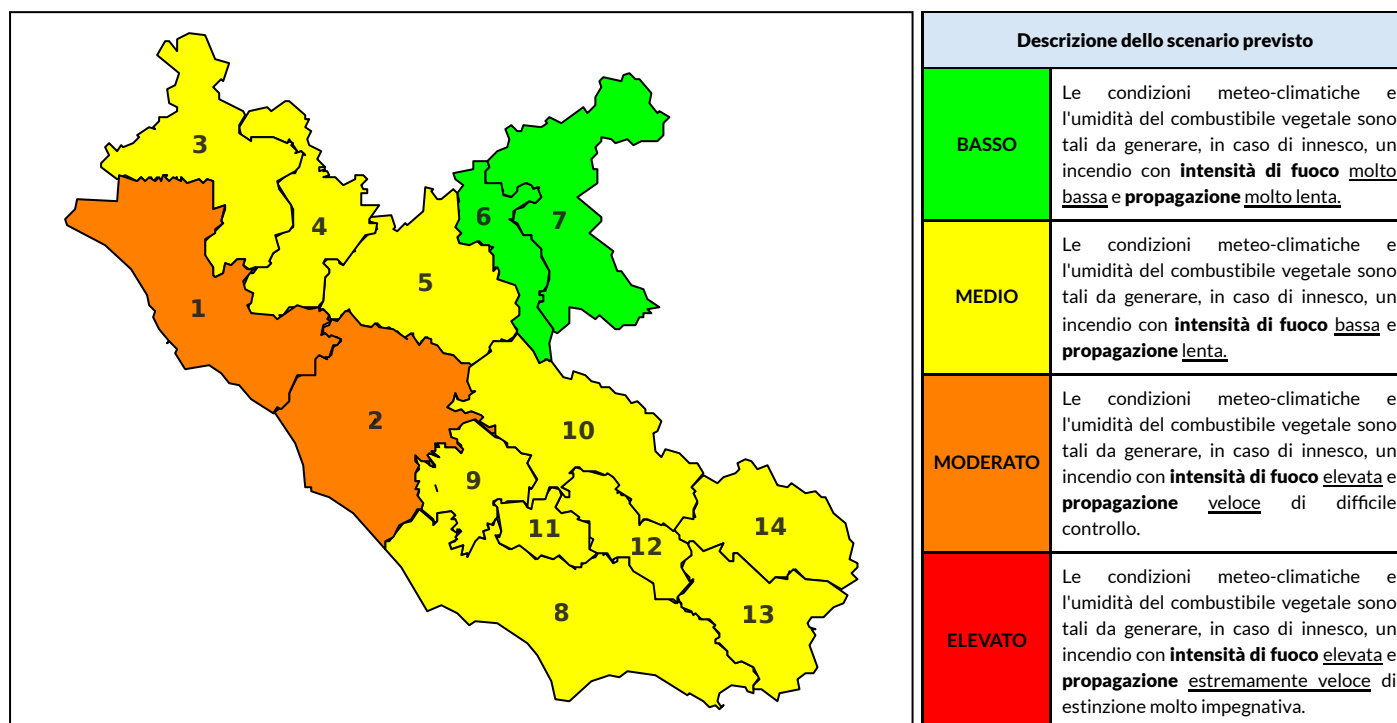 3
4
6
7
5
1
2
10
9
11
12
14
8
13
Descrizione dello scenario previsto
BASSO
Le condizioni meteo-climatiche e
l'umidità del combustibile vegetale sono
tali da generare, in caso di innesco, un
incendio con intensità di fuoco molto
bassa e propagazione molto lenta.
MEDIO
Le condizioni meteo-climatiche e
l'umidità del combustibile vegetale sono
tali da generare, in caso di innesco, un
incendio con intensità di fuoco bassa e
propagazione lenta.
MODERATO
Le condizioni meteo-climatiche e
l'umidità del combustibile vegetale sono
tali da generare, in caso di innesco, un
incendio con intensità di fuoco elevata e
propagazione veloce di difficile
controllo.
ELEVATO
Le condizioni meteo-climatiche e
l'umidità del combustibile vegetale sono
tali da generare, in caso di innesco, un
incendio con intensità di fuoco elevata e
propagazione estremamente veloce di
estinzione molto impegnativa.